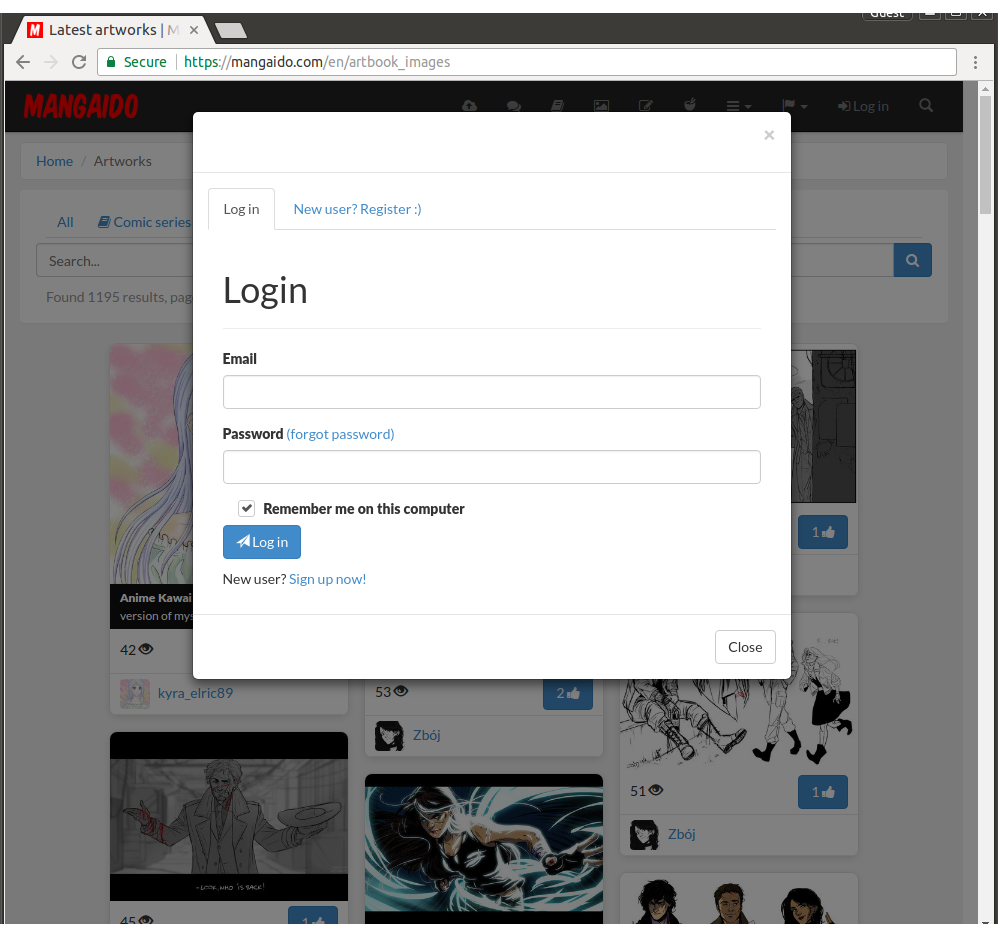 Guest
Latest artworks | M
Secure
https://mangaido.com/en/artbook_images
MANGAIDO
Log in
Home / Artworks
Log in
New user? Register :)
All
Comic series
Search...
Found 1195 results, pag
Login
Email
Password (forgot password)
Remember me on this computer
Log in
New user? Sign up now!
Close
Anime Kawai
version of mys
42
kyra_elric89
53
2
Zbój
1
51
1
Zbój
-LOOK, WHO IS BACK!
45
1